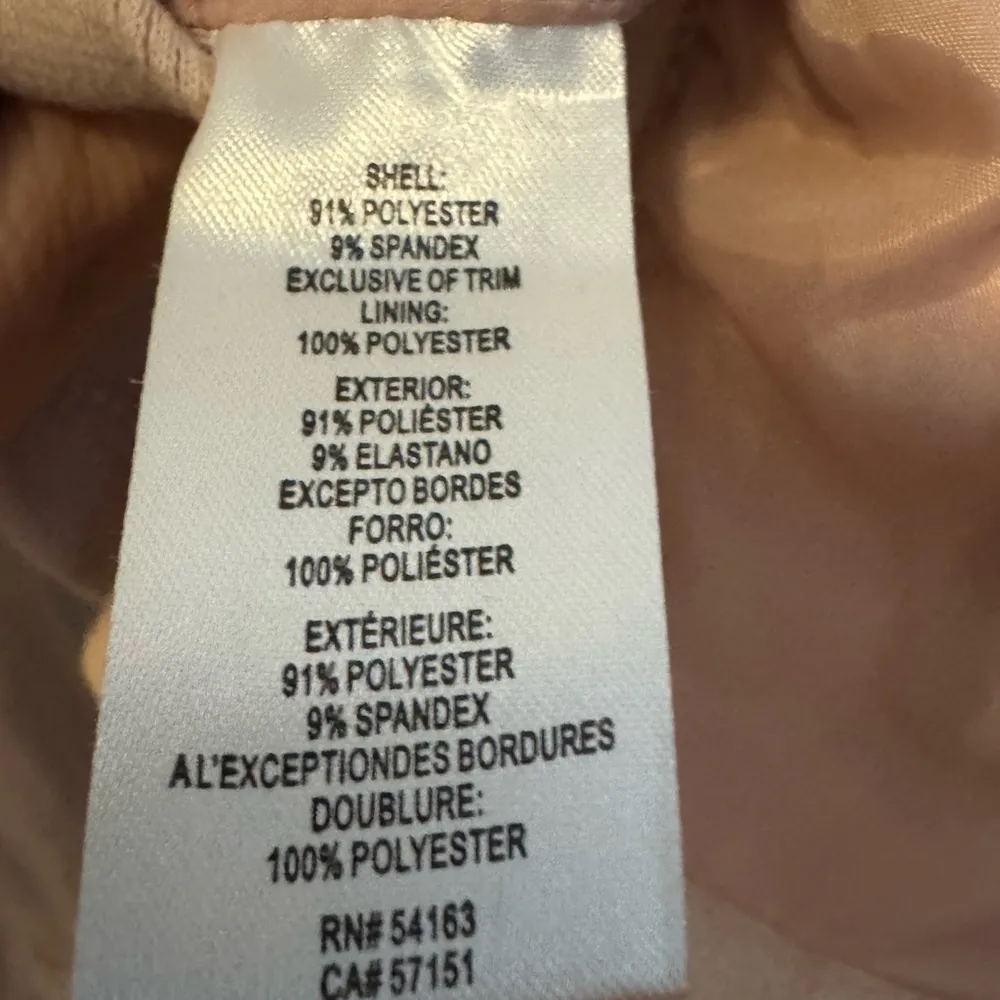 SHELL:
91% POLYESTER
9% SPANDEX
EXCLUSIVE OF TRIM
LINING:
100% POLYESTER
EXTERIOR:
91% POLIÉSTER
9% ELASTANO
EXCEPTO BORDES
FORRO:
100% POLIÉSTER
EXTÉRIEURE:
91% POLYESTER
9% SPANDEX
A L'EXCEPTIONDES BORDURES
DOUBLURE:
100% POLYESTER
RN# 54163
CA# 57151